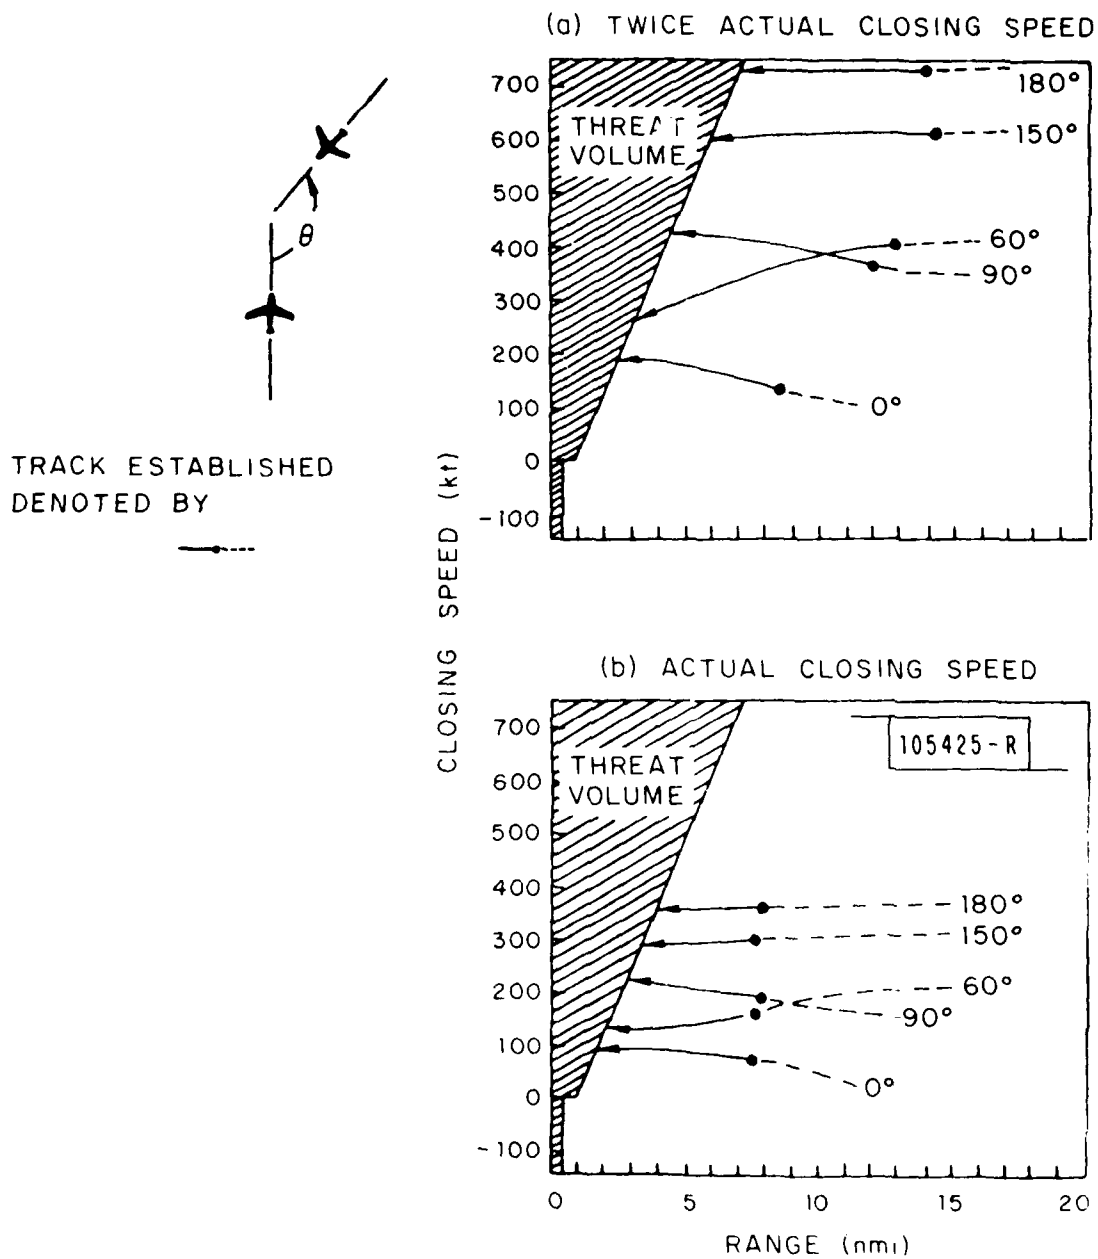 (a) TWICE ACTUAL CLOSING SPEED
700
600
500
400
300
200
100
0
-100
THREAT
VOLUME
180°
150°
60°
90°
0°
θ
TRACK ESTABLISHED
DENOTED BY
CLOSING SPEED (kt)
(b) ACTUAL CLOSING SPEED
700
600
500
400
300
200
100
0
-100
THREAT
VOLUME
105425-R
180°
150°
60°
90°
0°
0 5 10 15 20
RANGE (nmi)